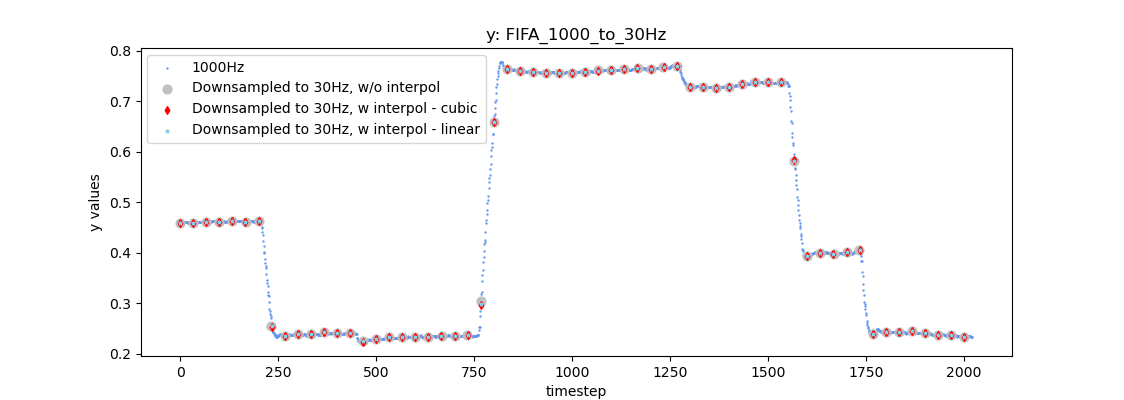 y: FIFA_1000_to_30Hz
1000Hz
Downsampled to 30Hz, w/o interpol
Downsampled to 30Hz, w interpol - cubic
Downsampled to 30Hz, w interpol - linear
y values
0.8
0.7
0.6
0.5
0.4
0.3
0.2
0 250 500 750 1000 1250 1500 1750 2000
timestep